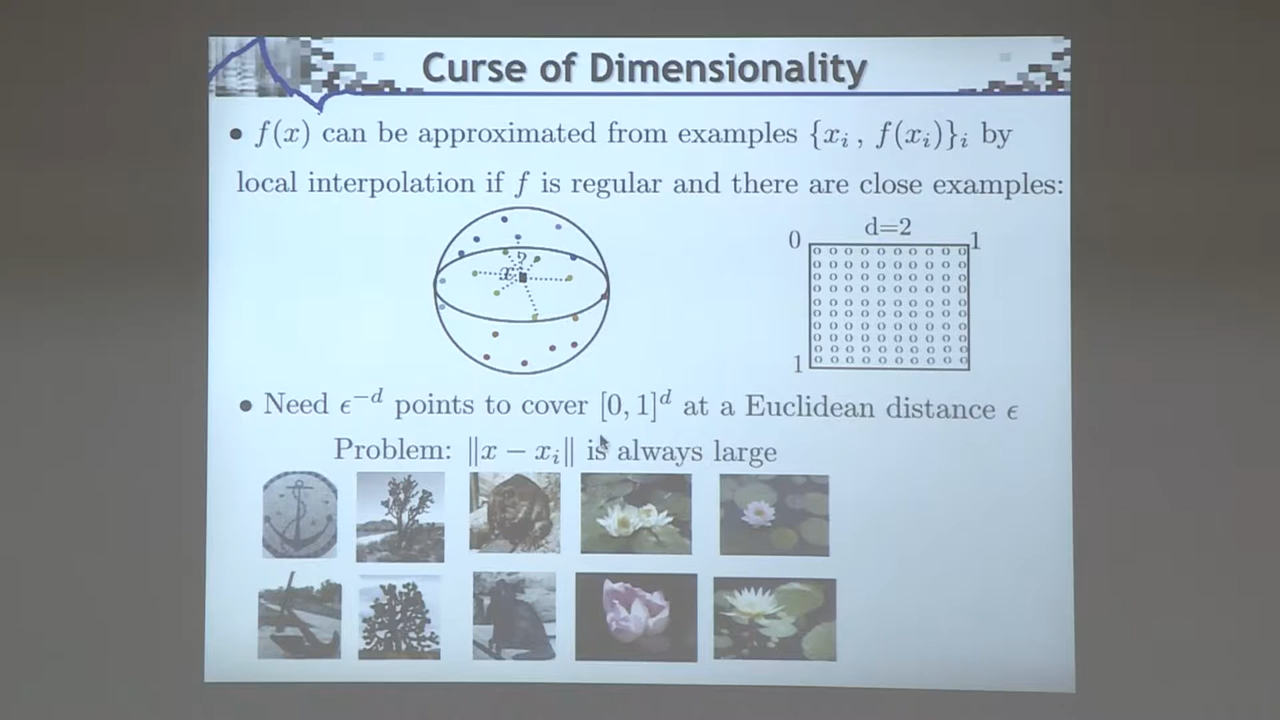 Curse of Dimensionality
• f(x) can be approximated from examples {x_i , f(x_i)}_i by
local interpolation if f is regular and there are close examples:
d=2
0 1
?
x
1
• Need ϵ^{−d} points to cover [0, 1]^d at a Euclidean distance ϵ
Problem: ‖x − x_i‖ is always large